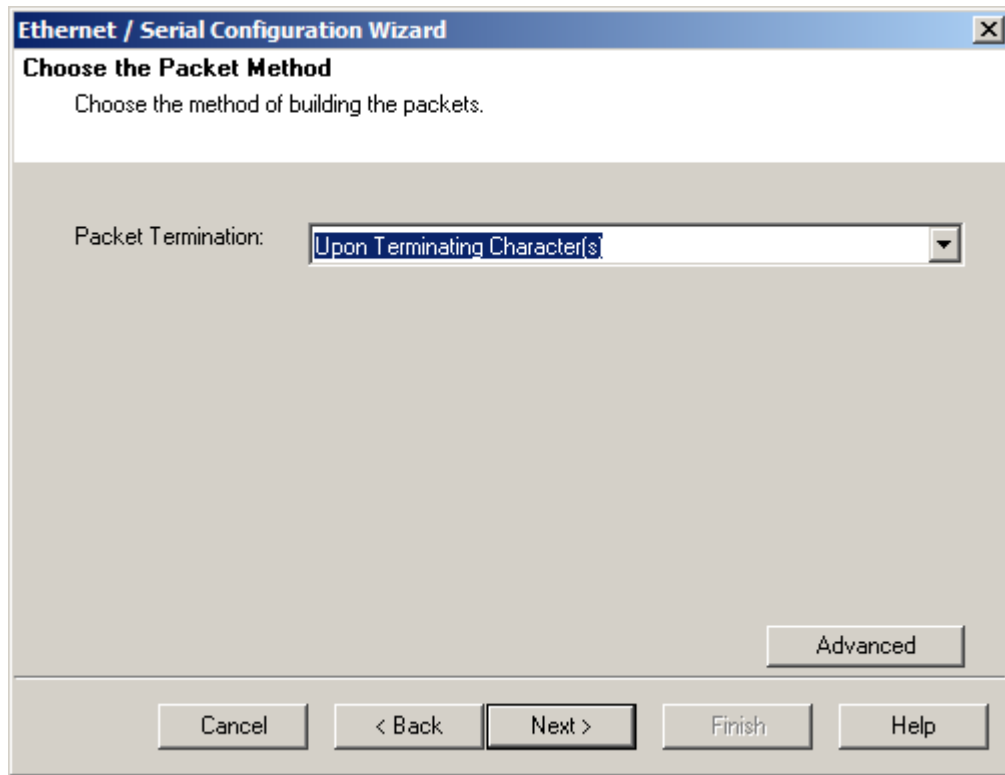 Ethernet / Serial Configuration Wizard
Choose the Packet Method
Choose the method of building the packets.
Packet Termination:
Upon Terminating Character(s)
Advanced
Cancel
< Back
Next >
Finish
Help